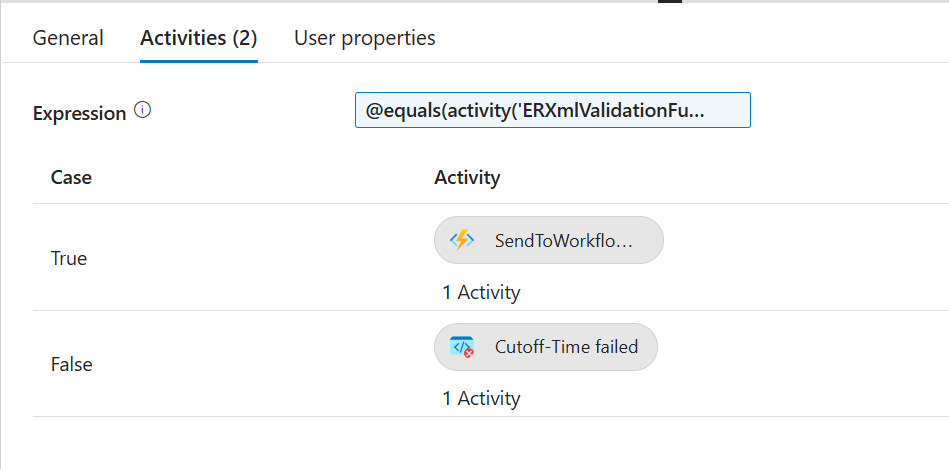 General Activities (2) User properties
Expression @equals(activity('ERXmlValidationFu...
Case Activity
SendToWorkflo...
True
1 Activity
Cutoff-Time failed
False
1 Activity